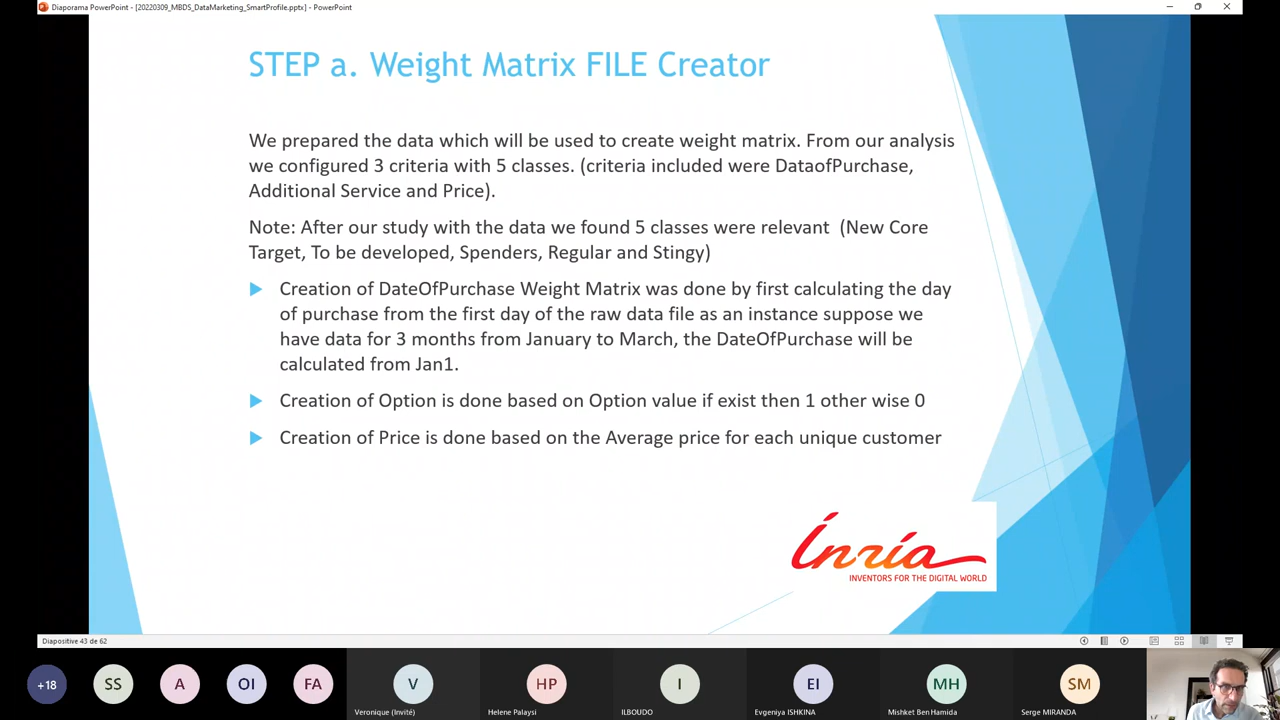 Diaporama PowerPoint - [20220309_MBDS_DataMarketing_SmartProfile.pptx] - PowerPoint
STEP a. Weight Matrix FILE Creator
We prepared the data which will be used to create weight matrix. From our analysis
we configured 3 criteria with 5 classes. (criteria included were DataofPurchase,
Additional Service and Price).
Note: After our study with the data we found 5 classes were relevant (New Core
Target, To be developed, Spenders, Regular and Stingy)
Creation of DateOfPurchase Weight Matrix was done by first calculating the day
of purchase from the first day of the raw data file as an instance suppose we
have data for 3 months from January to March, the DateOfPurchase will be
calculated from Jan1.
Creation of Option is done based on Option value if exist then 1 other wise 0
Creation of Price is done based on the Average price for each unique customer
Inria
INVENTORS FOR THE DIGITAL WORLD
Diapositive 43 de 62
+18 SS A OI FA V HP I EI MH SM
Veronique (Invité) Helene Palaysi ILBOUDO Evgeniya ISHKINA Mishket Ben Hamida Serge MIRANDA